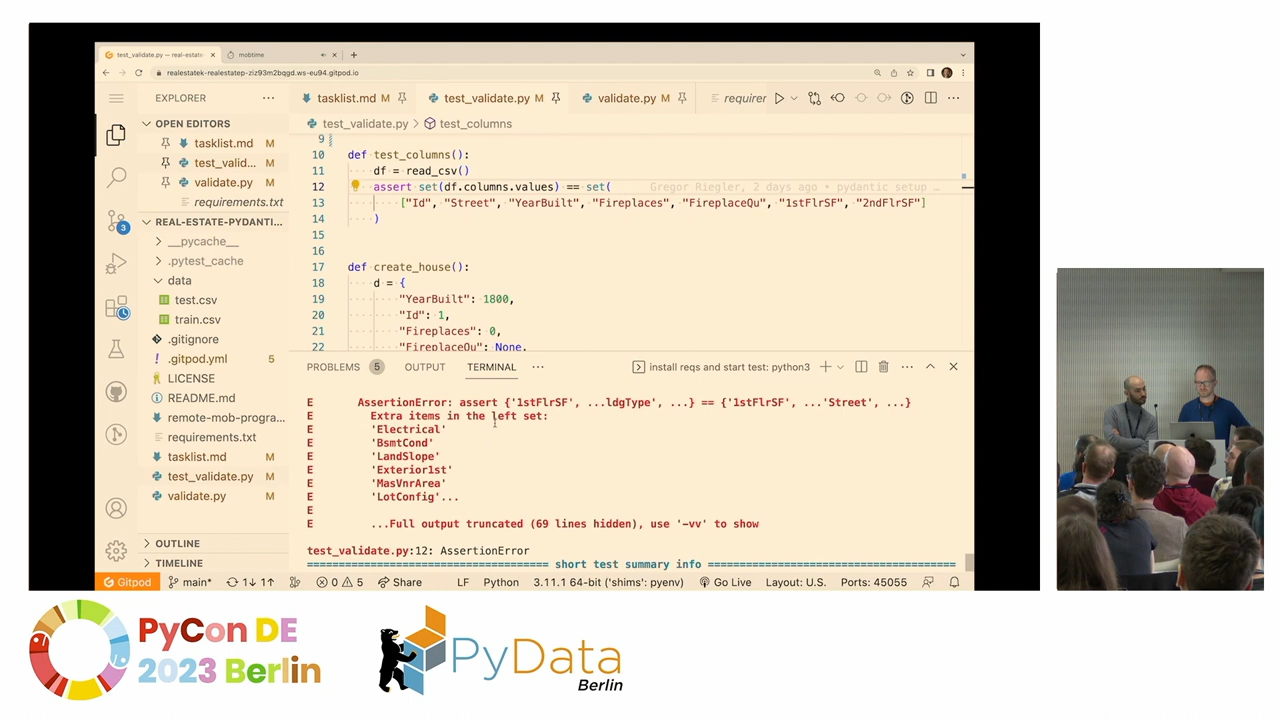 test_validate.py — real-estate-
mobtime
realestatek-realestatep-ziz93m2bqgd.ws-eu94.gitpod.io
EXPLORER
tasklist.md M
test_validate.py M
validate.py M
requirer
OPEN EDITORS
test_validate.py > test_columns
tasklist.md M
test_valid... M
validate.py M
requirements.txt
REAL-ESTATE-PYDANTI...
__pycache__
.pytest_cache
data
test.csv
train.csv
.gitignore
.gitpod.yml 5
LICENSE
README.md
remote-mob-progra...
requirements.txt
tasklist.md M
test_validate.py M
validate.py M
OUTLINE
TIMELINE
3
9
10 def test_columns():
11 df = read_csv()
12 assert set(df.columns.values) == set( Gregor Riegler, 2 days ago • pydantic setup …
13 ["Id", "Street", "YearBuilt", "Fireplaces", "FireplaceQu", "1stFlrSF", "2ndFlrSF"]
14 )
15
16
17 def create_house():
18 d = {
19 "YearBuilt": 1800,
20 "Id": 1,
21 "Fireplaces": 0,
22 "FireplaceQu": None,
PROBLEMS 5 OUTPUT TERMINAL
install reqs and start test: python3
E AssertionError: assert {'1stFlrSF', ...ldgType', ...} == {'1stFlrSF', ...'Street', ...}
E Extra items in the left set:
E 'Electrical'
E 'BsmtCond'
E 'LandSlope'
E 'Exterior1st'
E 'MasVnrArea'
E 'LotConfig'...
E
E ...Full output truncated (69 lines hidden), use '-vv' to show
test_validate.py:12: AssertionError
===================================== short test summary info ======================================
Gitpod main* 1↓ 1↑ 0 5 Share LF Python 3.11.1 64-bit ('shims': pyenv) Go Live Layout: U.S. Ports: 45055
PyCon DE
2023 Berlin
PyData
Berlin